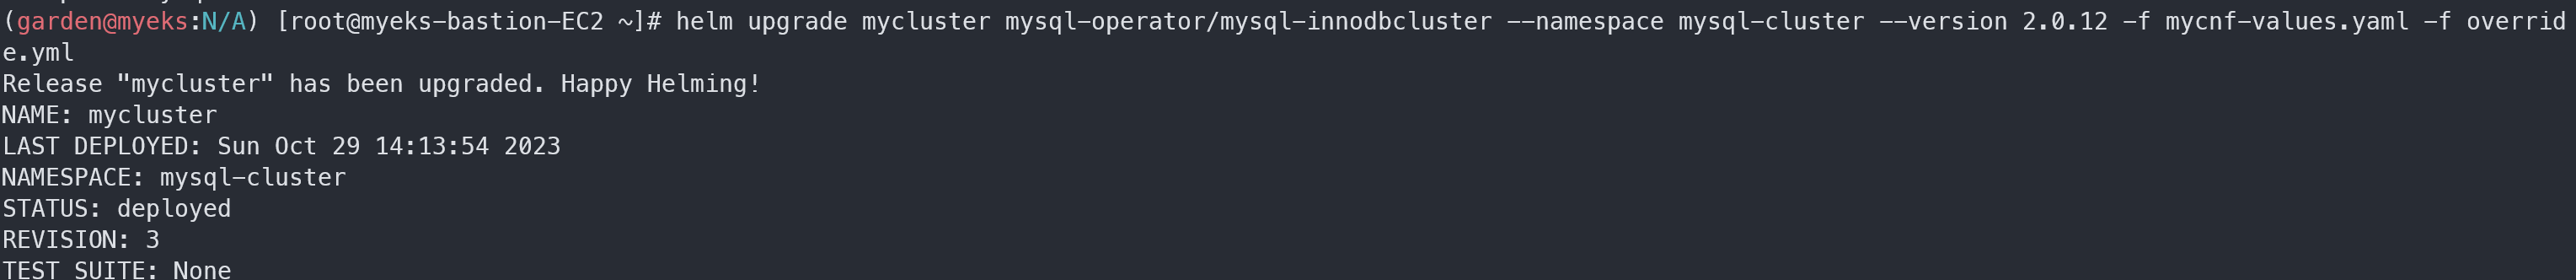 (garden@myeks:N/A) [root@myeks-bastion-EC2 ~]# helm upgrade mycluster mysql-operator/mysql-innodbcluster --namespace mysql-cluster --version 2.0.12 -f mycnf-values.yaml -f overrid
e.yml
Release "mycluster" has been upgraded. Happy Helming!
NAME: mycluster
LAST DEPLOYED: Sun Oct 29 14:13:54 2023
NAMESPACE: mysql-cluster
STATUS: deployed
REVISION: 3
TEST SUITE: None